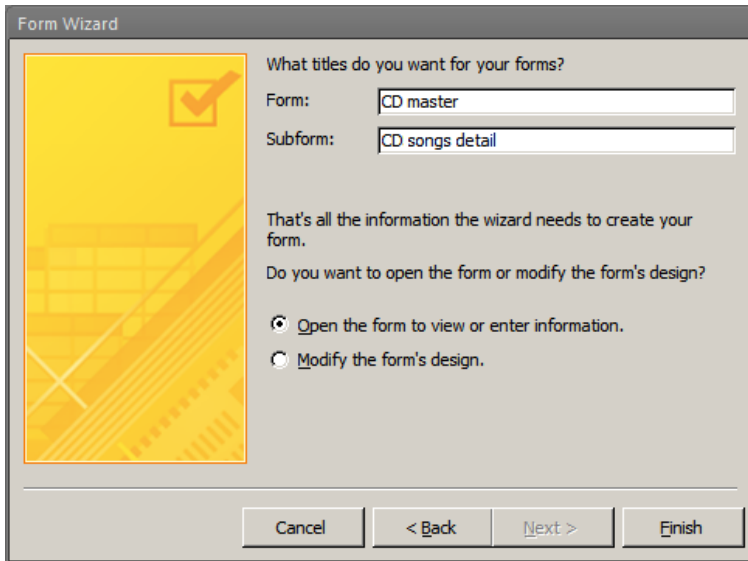 Form Wizard
What titles do you want for your forms?
Form: CD master
Subform: CD songs detail
That's all the information the wizard needs to create your
form.
Do you want to open the form or modify the form's design?
Open the form to view or enter information.
Modify the form's design.
Cancel < Back Next > Finish